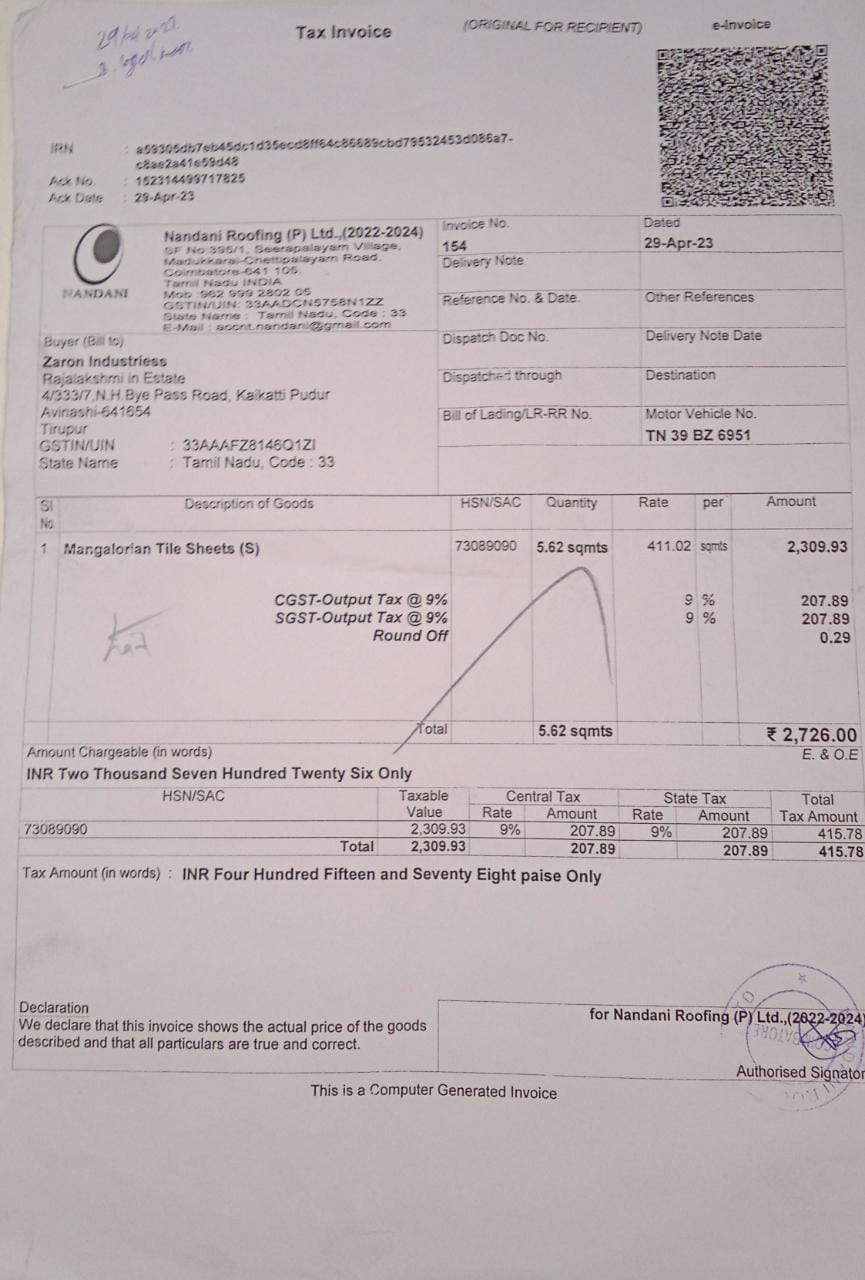 Tax Invoice
(ORIGINAL FOR RECIPIENT)
e-Invoice
IRN : a59305db7eb45dc1d35ecd8ff64c86689cbd79532453d086a7-
c8ae2a41e59d48
Ack No. : 152314499717825
Ack Date : 29-Apr-23
NANDANI
Nandani Roofing (P) Ltd.,(2022-2024)
SF No:395/1, Seerapalayam Village,
Madukkarai-Chettipalayam Road,
Coimbatore-641 105.
Tamil Nadu INDIA
Mob 962 999 2802 05
GSTIN/UIN: 33AADCN5758N1ZZ
State Name : Tamil Nadu, Code : 33
E-Mail : accnt.nandani@gmail.com
Invoice No.
154
Dated
29-Apr-23
Delivery Note
Reference No. & Date.
Other References
Buyer (Bill to)
Zaron Industriess
Rajalakshmi in Estate
4/333/7,N.H.Bye Pass Road, Kaikatti Pudur
Avinashi-641654
Tirupur
GSTIN/UIN : 33AAAFZ8146Q1ZI
State Name : Tamil Nadu, Code : 33
Dispatch Doc No.
Delivery Note Date
Dispatched through
Destination
Bill of Lading/LR-RR No.
Motor Vehicle No.
TN 39 BZ 6951
Sl No. Description of Goods HSN/SAC Quantity Rate per Amount
1 Mangalorian Tile Sheets (S) 73089090 5.62 sqmts 411.02 sqmts 2,309.93
CGST-Output Tax @ 9% 9 % 207.89
SGST-Output Tax @ 9% 9 % 207.89
Round Off 0.29
Total 5.62 sqmts ₹ 2,726.00
Amount Chargeable (in words) E. & O.E
INR Two Thousand Seven Hundred Twenty Six Only
HSN/SAC Taxable Value Central Tax Rate Amount State Tax Rate Amount Total Tax Amount
73089090 2,309.93 9% 207.89 9% 207.89 415.78
Total 2,309.93 207.89 207.89 415.78
Tax Amount (in words) : INR Four Hundred Fifteen and Seventy Eight paise Only
Declaration
We declare that this invoice shows the actual price of the goods
described and that all particulars are true and correct.
for Nandani Roofing (P) Ltd.,(2022-2024)
Authorised Signator
This is a Computer Generated Invoice